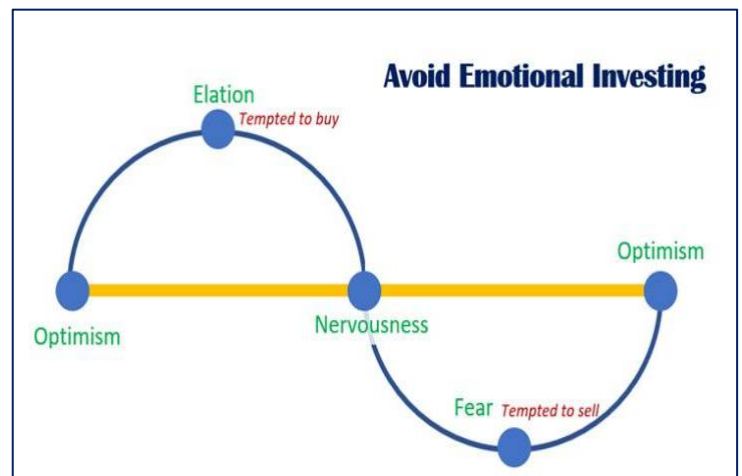 Avoid Emotional Investing
Elation
Tempted to buy
Optimism
Optimism
Nervousness
Fear Tempted to sell